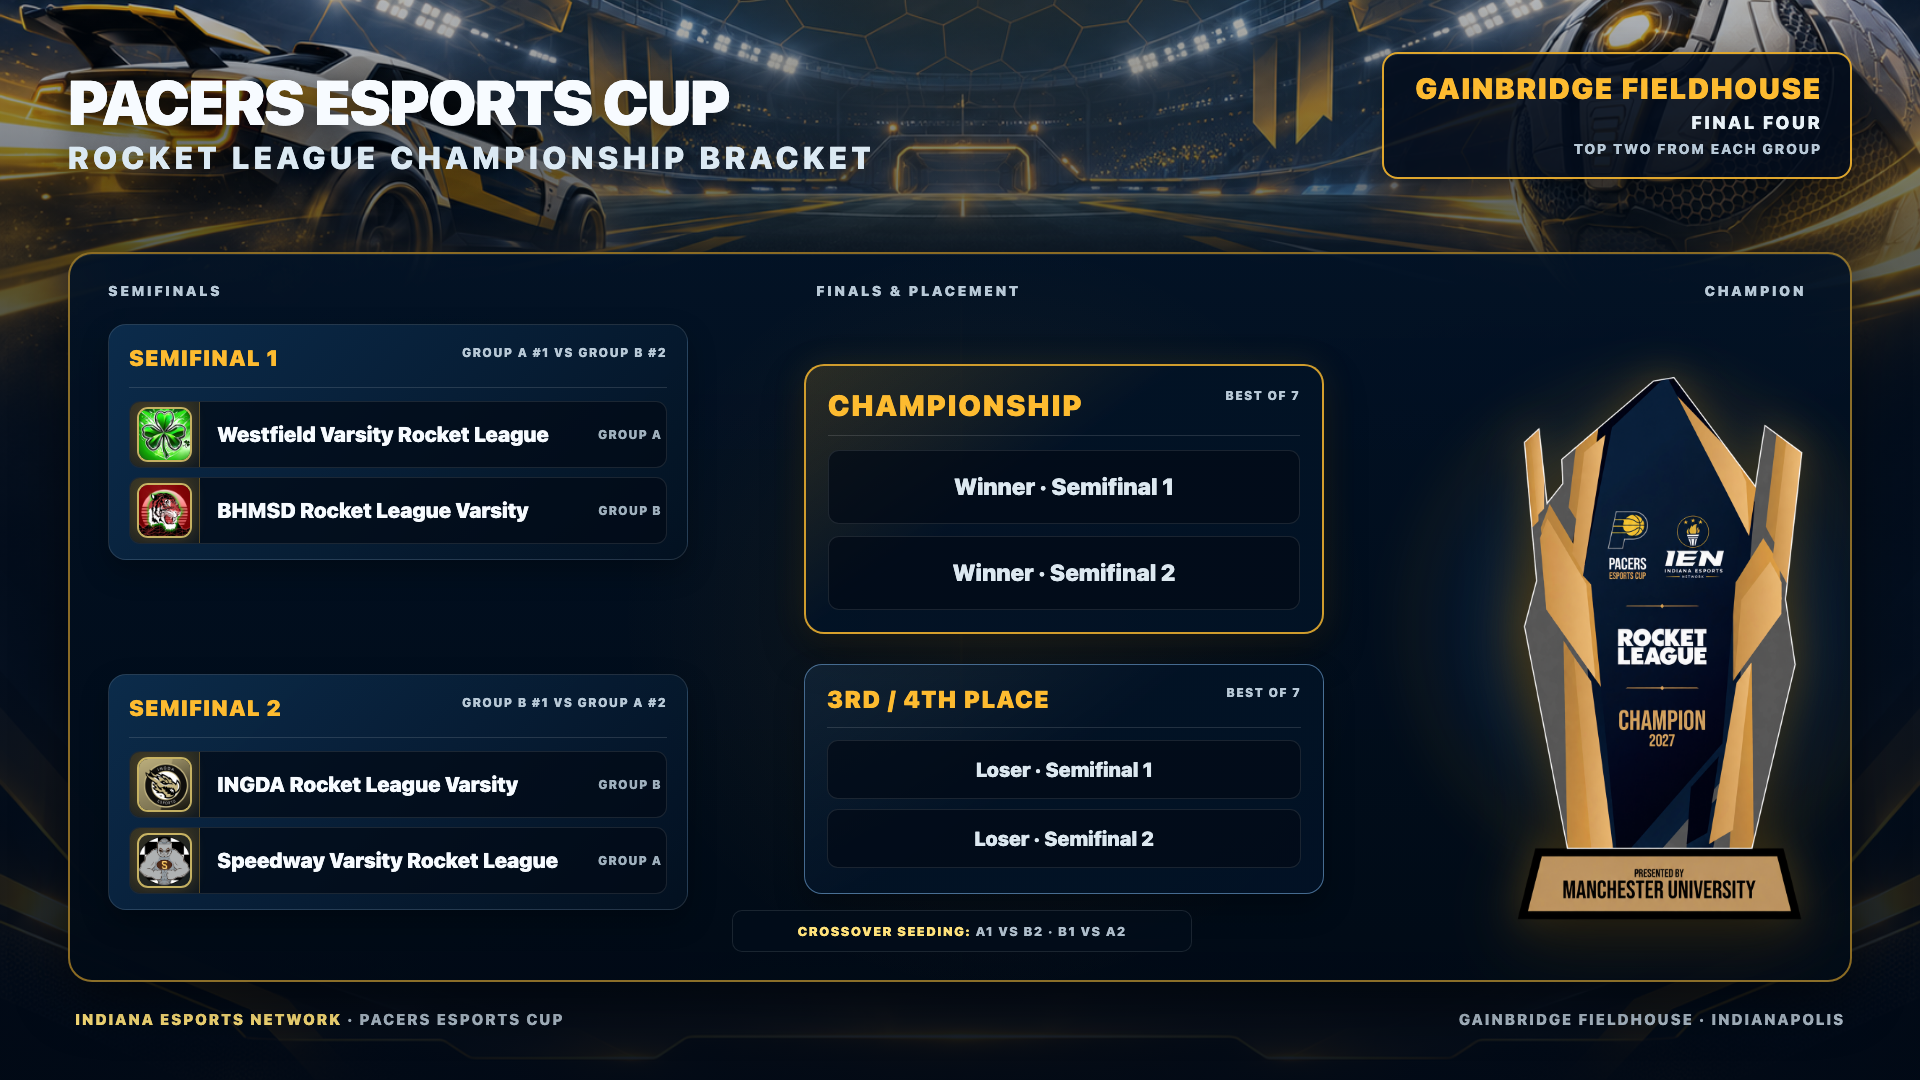 PACERS ESPORTS CUP
ROCKET LEAGUE CHAMPIONSHIP BRACKET
GAINBRIDGE FIELDHOUSE
FINAL FOUR
TOP TWO FROM EACH GROUP
SEMIFINALS
FINALS & PLACEMENT
CHAMPION
SEMIFINAL 1
GROUP A #1 VS GROUP B #2
Westfield Varsity Rocket League
GROUP A
BHMSD Rocket League Varsity
GROUP B
SEMIFINAL 2
GROUP B #1 VS GROUP A #2
INGDA Rocket League Varsity
GROUP B
S
Speedway Varsity Rocket League
GROUP A
CHAMPIONSHIP
BEST OF 7
Winner · Semifinal 1
Winner · Semifinal 2
3RD / 4TH PLACE
BEST OF 7
Loser · Semifinal 1
Loser · Semifinal 2
CROSSOVER SEEDING: A1 VS B2 · B1 VS A2
PACERS
ESPORTS CUP
IEN
INDIANA ESPORTS
NETWORK
ROCKET
LEAGUE
CHAMPION
2027
PRESENTED BY
MANCHESTER UNIVERSITY
INDIANA ESPORTS NETWORK · PACERS ESPORTS CUP
GAINBRIDGE FIELDHOUSE · INDIANAPOLIS